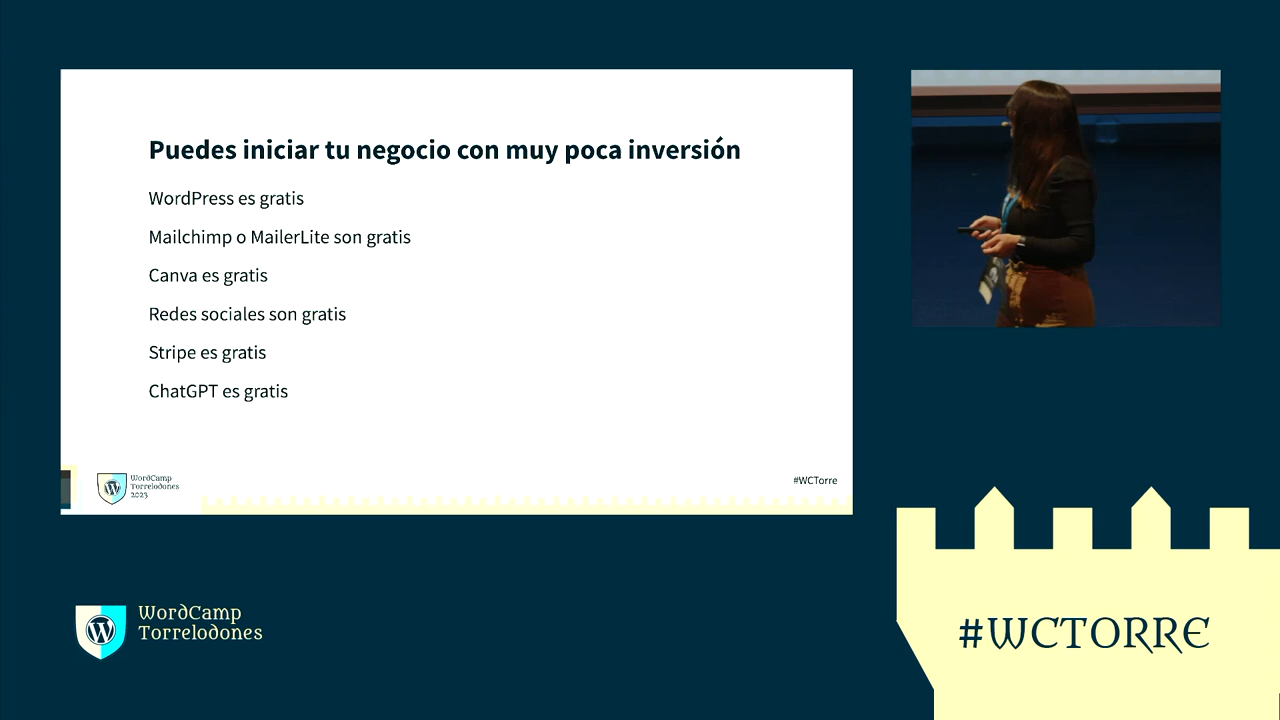 Puedes iniciar tu negocio con muy poca inversión
WordPress es gratis
Mailchimp o MailerLite son gratis
Canva es gratis
Redes sociales son gratis
Stripe es gratis
ChatGPT es gratis
WordCamp
Torrelodones
2023
#WCTorre
WordCamp
Torrelodones
#WCTORRE